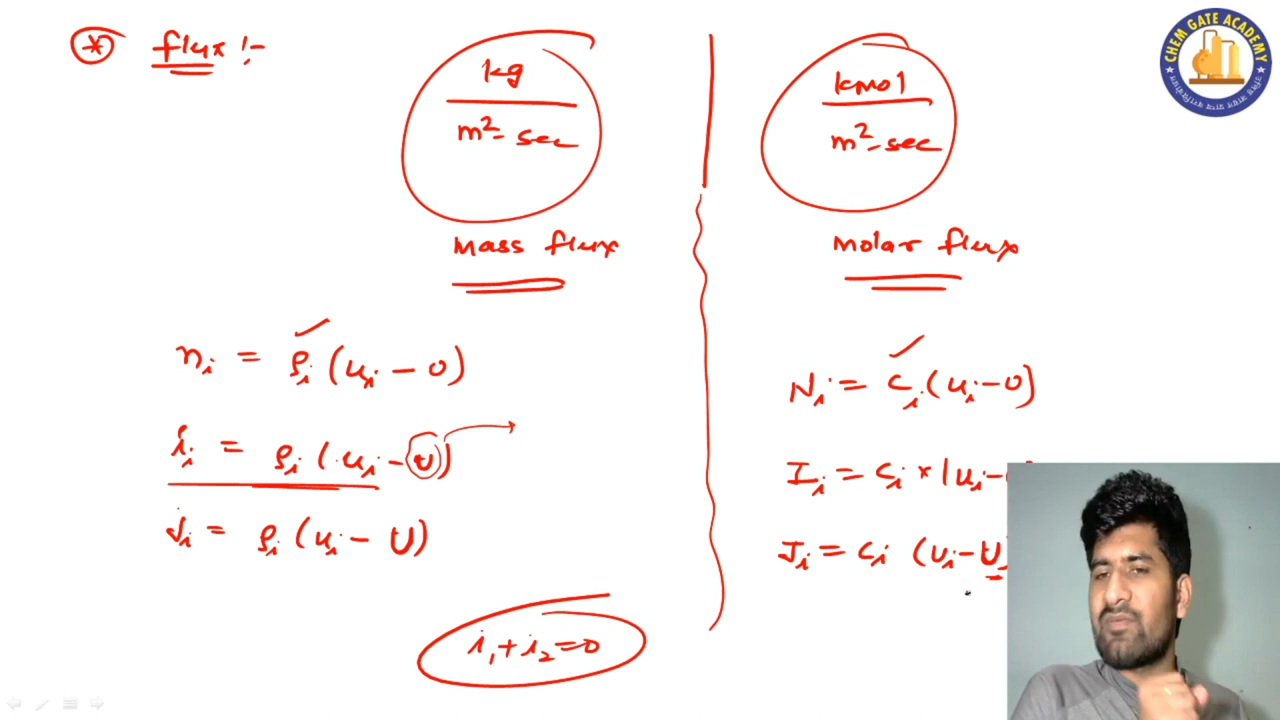 * flux :-
kg / m² - sec
mass flux
nᵢ = ρᵢ (uᵢ - 0)
iᵢ = ρᵢ (uᵢ - u)
jᵢ = ρᵢ (uᵢ - U)
i₁ + i₂ = 0
kmol / m² - sec
Molar flux
Nᵢ = Cᵢ (uᵢ - 0)
Iᵢ = Cᵢ × (uᵢ -
Jᵢ = Cᵢ (uᵢ - U)
CHEM GATE ACADEMY